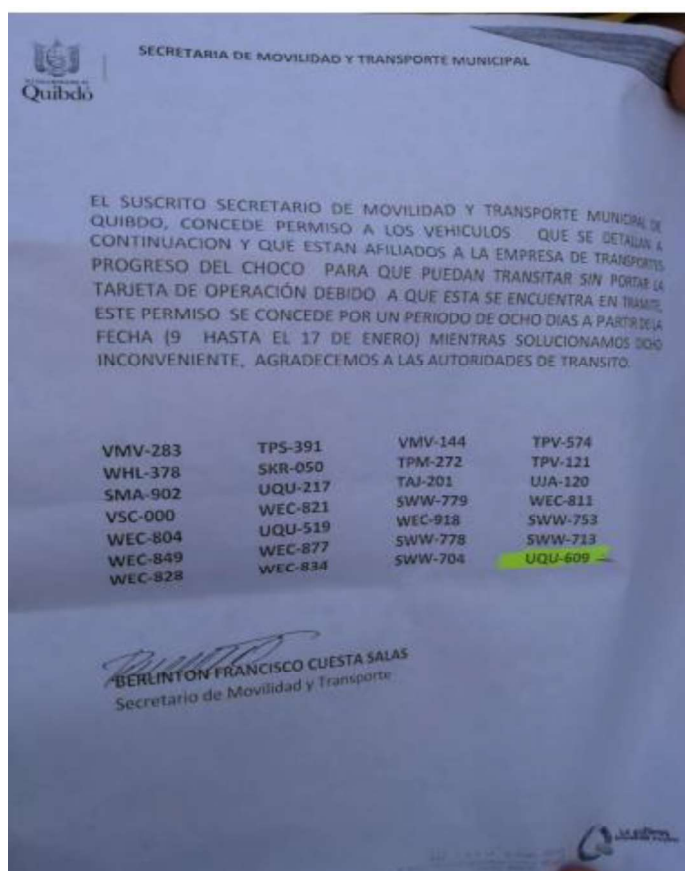 SECRETARIA DE MOVILIDAD Y TRANSPORTE MUNICIPAL
Quibdó
EL SUSCRITO SECRETARIO DE MOVILIDAD Y TRANSPORTE MUNICIPAL DE
QUIBDO, CONCEDE PERMISO A LOS VEHICULOS QUE SE DETALLAN A
CONTINUACION Y QUE ESTAN AFILIADOS A LA EMPRESA DE TRANSPORTES
PROGRESO DEL CHOCO PARA QUE PUEDAN TRANSITAR SIN PORTAR LA
TARJETA DE OPERACIÓN DEBIDO A QUE ESTA SE ENCUENTRA EN TRAMITE,
ESTE PERMISO SE CONCEDE POR UN PERIODO DE OCHO DIAS A PARTIR DE LA
FECHA (9 HASTA EL 17 DE ENERO) MIENTRAS SOLUCIONAMOS DICHO
INCONVENIENTE, AGRADECEMOS A LAS AUTORIDADES DE TRANSITO.
VMV-283 TPS-391 VMV-144 TPV-574
WHL-378 SKR-050 TPM-272 TPV-121
SMA-902 UQU-217 TAJ-201 UJA-120
VSC-000 WEC-821 SWW-779 WEC-811
WEC-804 UQU-519 WEC-918 SWW-753
WEC-849 WEC-877 SWW-778 SWW-713
WEC-828 WEC-834 SWW-704 UQU-609
BERLINTON FRANCISCO CUESTA SALAS
Secretario de Movilidad y Transporte